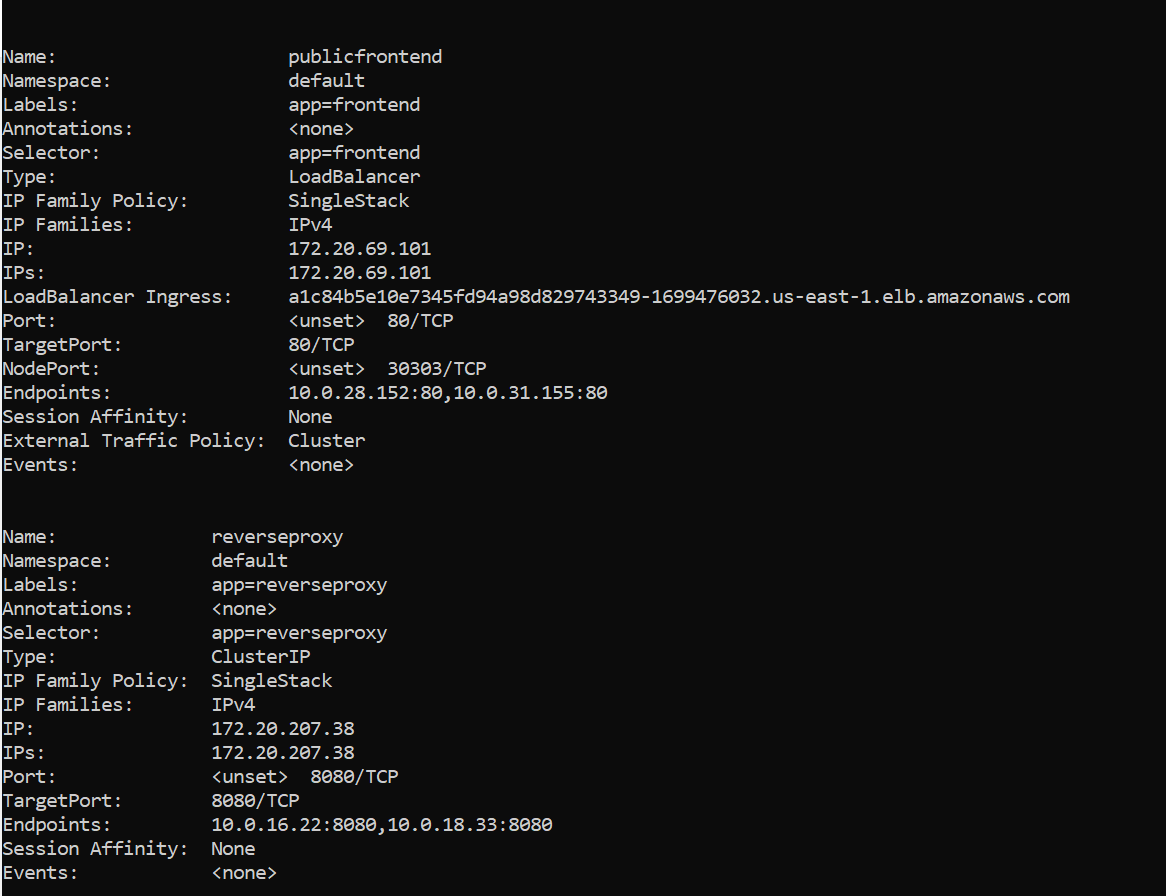 Name:                     publicfrontend
Namespace:                default
Labels:                   app=frontend
Annotations:              <none>
Selector:                 app=frontend
Type:                     LoadBalancer
IP Family Policy:         SingleStack
IP Families:              IPv4
IP:                       172.20.69.101
IPs:                      172.20.69.101
LoadBalancer Ingress:     a1c84b5e10e7345fd94a98d829743349-1699476032.us-east-1.elb.amazonaws.com
Port:                     <unset>  80/TCP
TargetPort:               80/TCP
NodePort:                 <unset>  30303/TCP
Endpoints:                10.0.28.152:80,10.0.31.155:80
Session Affinity:         None
External Traffic Policy:  Cluster
Events:                   <none>
Name:              reverseproxy
Namespace:         default
Labels:            app=reverseproxy
Annotations:       <none>
Selector:          app=reverseproxy
Type:              ClusterIP
IP Family Policy:  SingleStack
IP Families:       IPv4
IP:                172.20.207.38
IPs:               172.20.207.38
Port:              <unset>  8080/TCP
TargetPort:        8080/TCP
Endpoints:         10.0.16.22:8080,10.0.18.33:8080
Session Affinity:  None
Events:            <none>